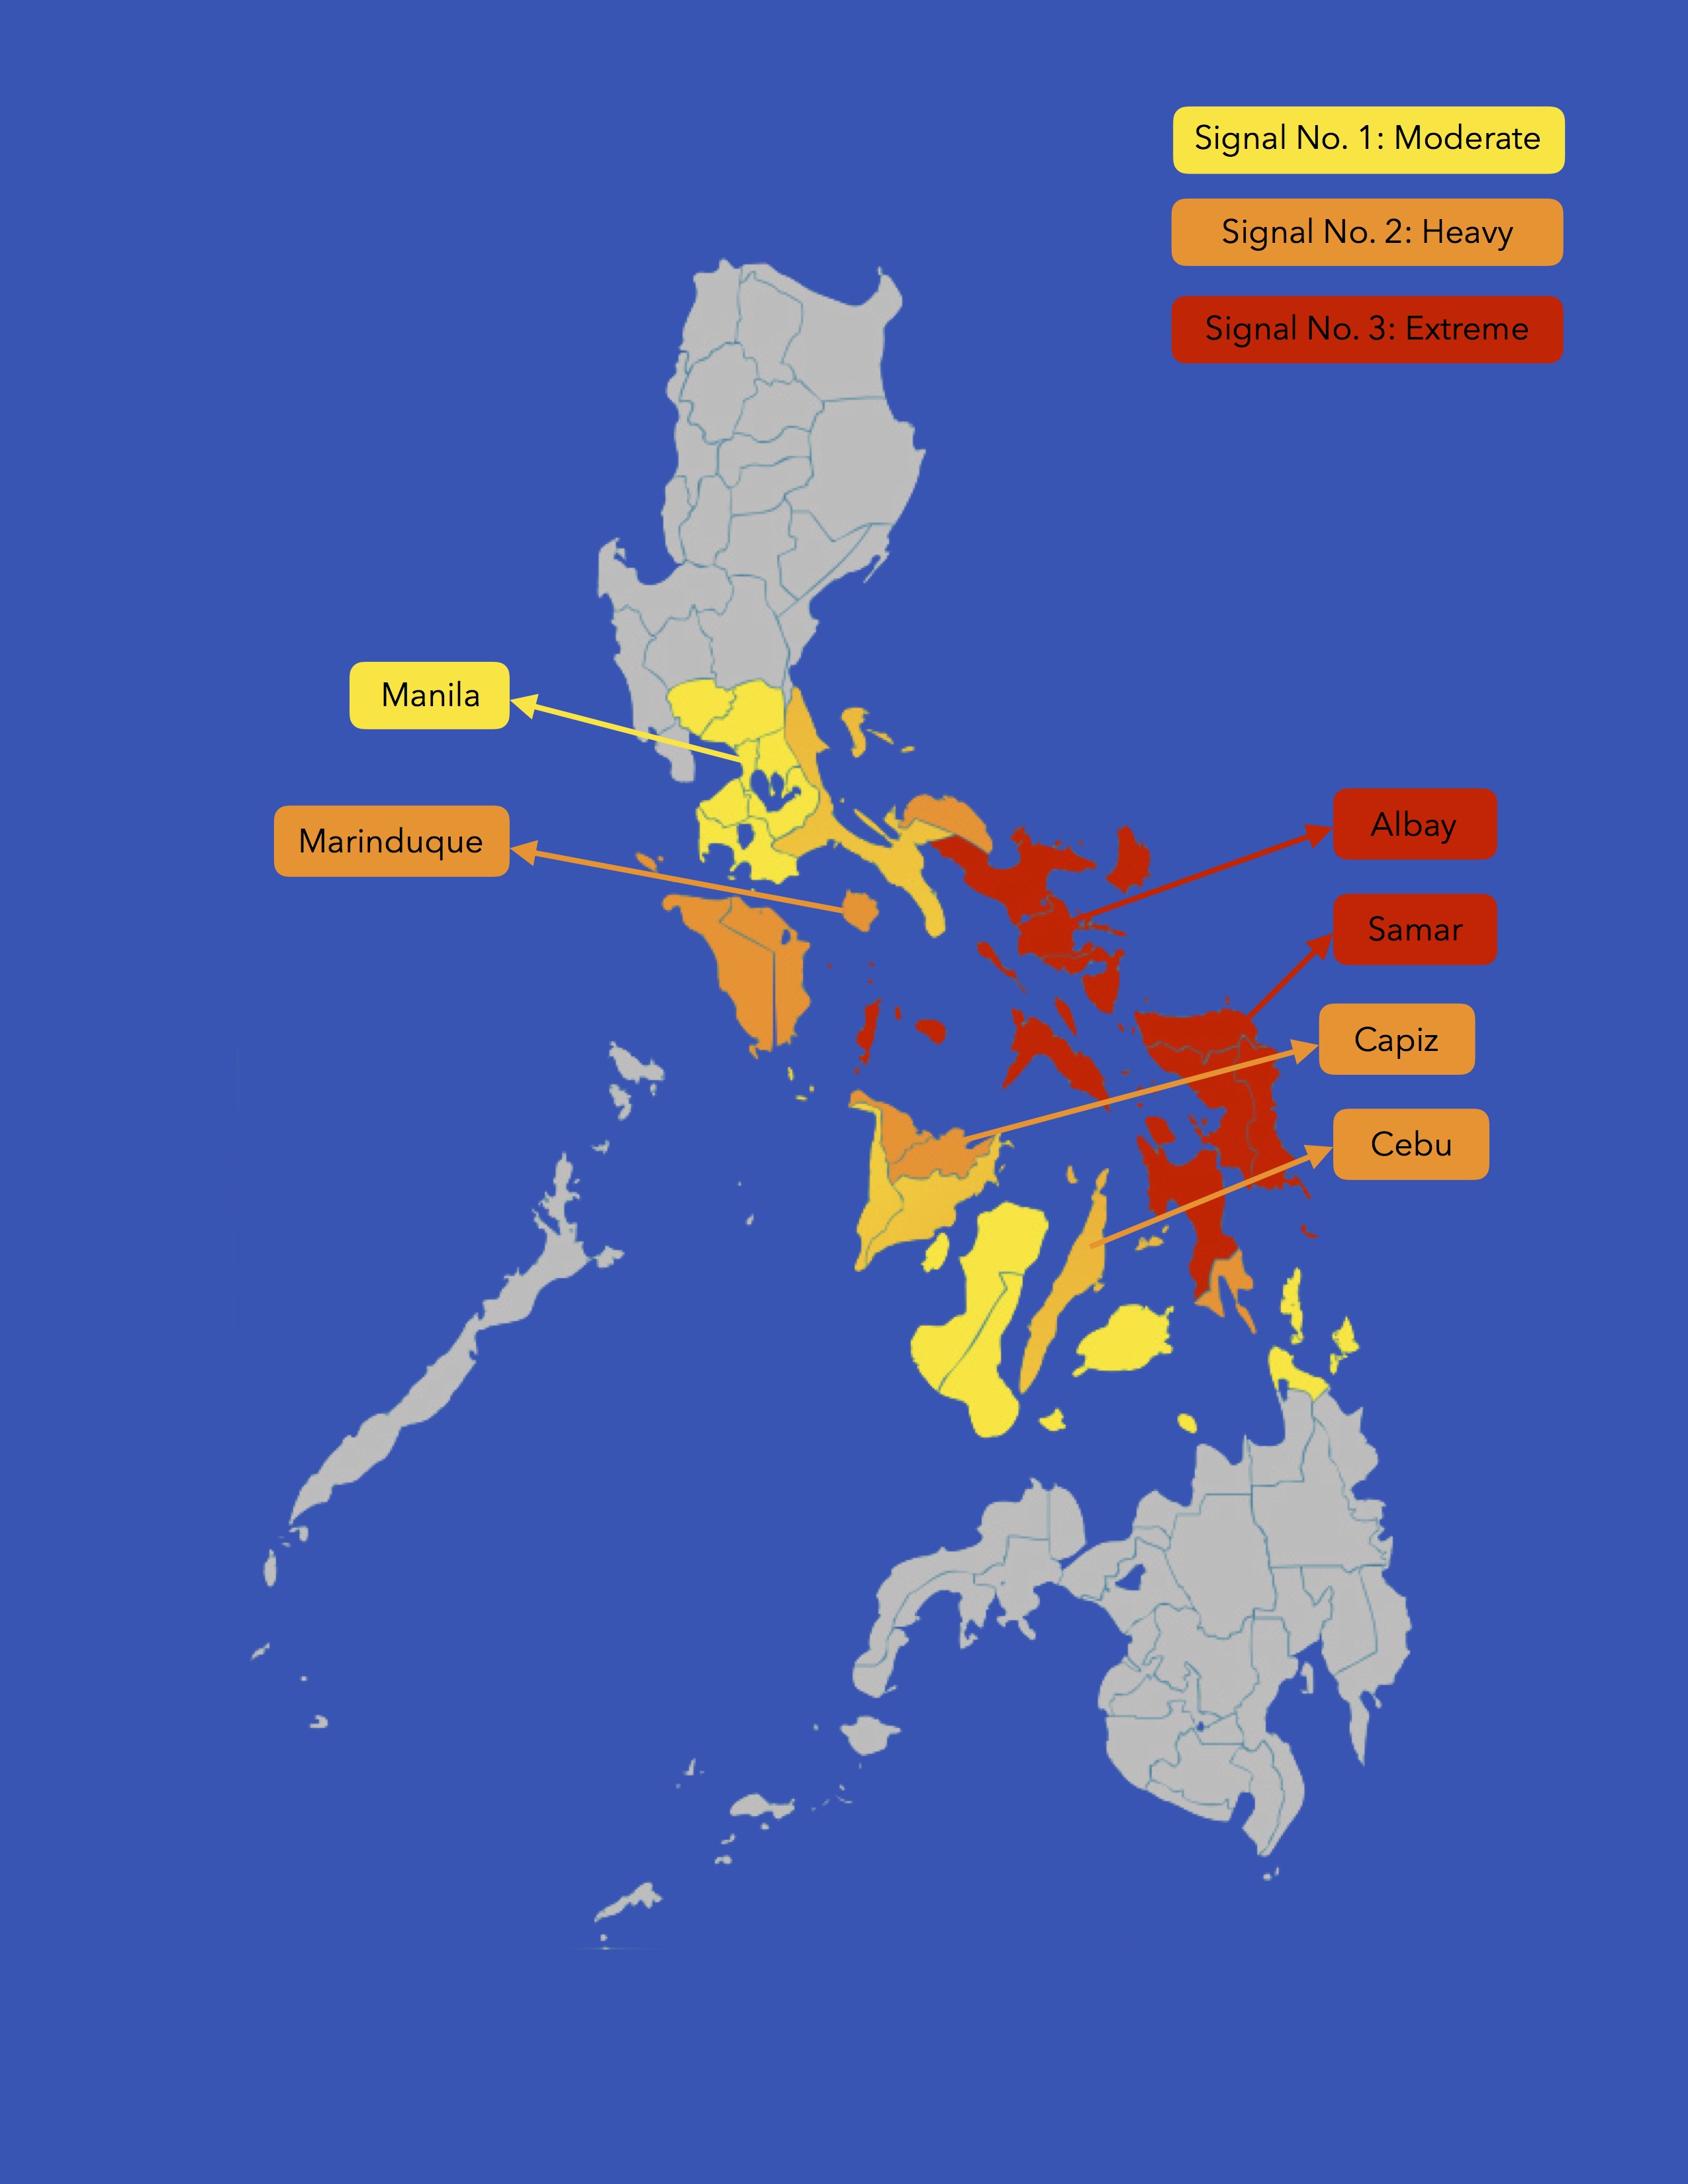 Signal No. 1: Moderate
Signal No. 2: Heavy
Signal No. 3: Extreme
Manila
Marinduque
Albay
Samar
Capiz
Cebu